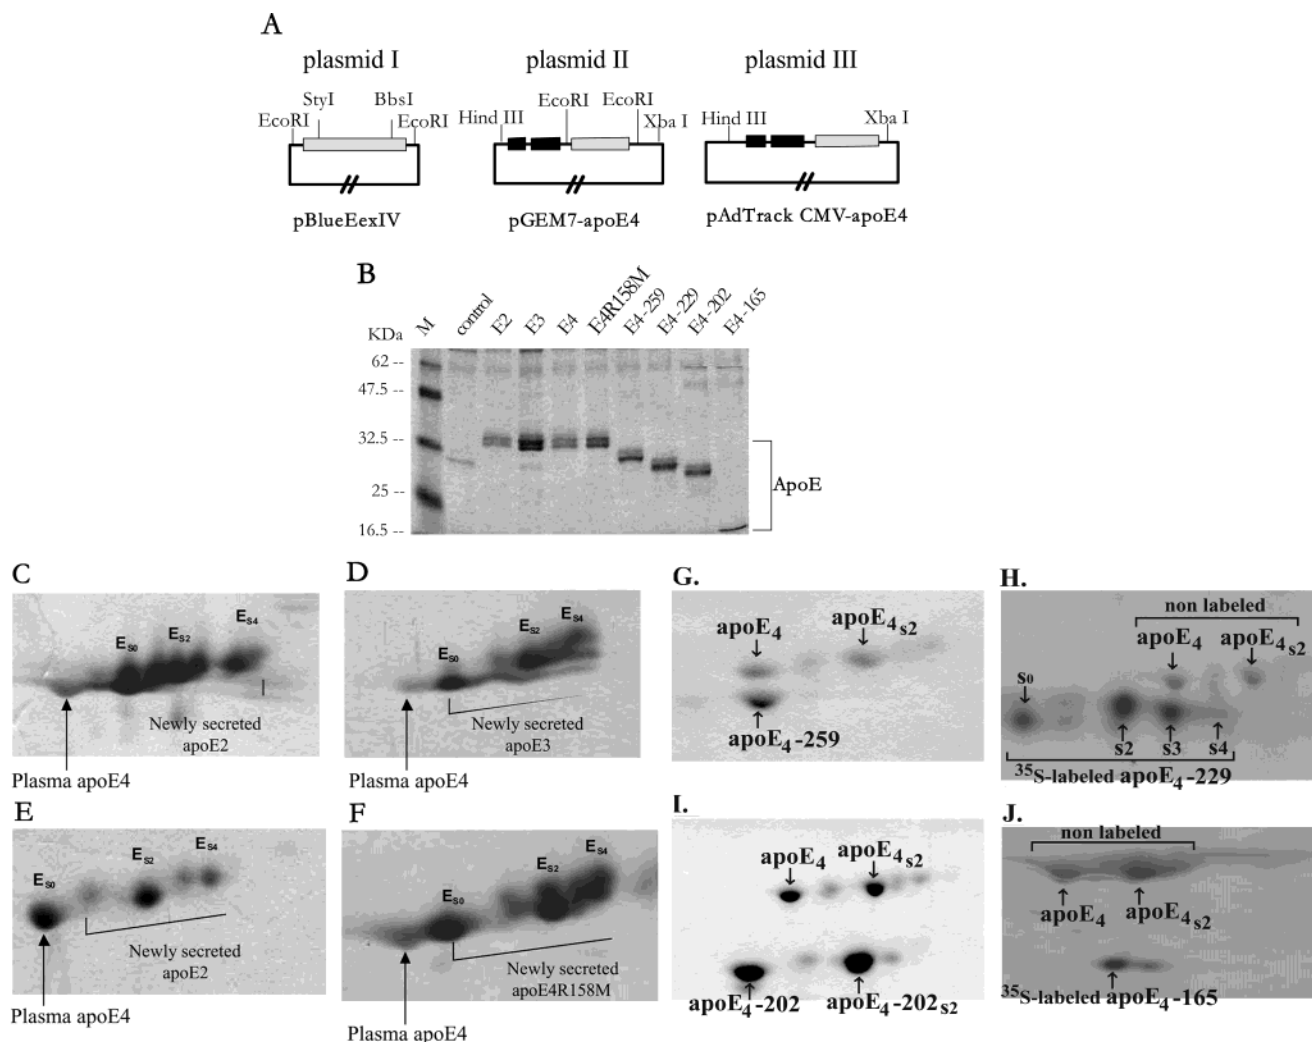 A
plasmid I
plasmid II
plasmid III
StyI
BbsI
EcoRI
EcoRI
Hind III
EcoRI
EcoRI
Xba I
Hind III
Xba I
pBlueEexIV
pGEM7-apoE4
pAdTrack CMV-apoE4
B
KDa
M
control
E2
E3
E4
E4R158M
E4-259
E4-229
E4-202
E4-165
62 --
47.5 --
32.5 --
25 --
16.5 --
ApoE
C
ES0
ES2
ES4
Newly secreted
apoE2
Plasma apoE4
D
ES0
ES2
ES4
Newly secreted
apoE3
Plasma apoE4
E
ES0
ES2
ES4
Newly secreted
apoE2
Plasma apoE4
F
ES0
ES2
ES4
Newly secreted
apoE4R158M
Plasma apoE4
G.
apoE4
apoE4s2
apoE4-259
H.
non labeled
apoE4
apoE4s2
s0
s2
s3
s4
35S-labeled apoE4-229
I.
apoE4
apoE4s2
apoE4-202
apoE4-202s2
J.
non labeled
apoE4
apoE4s2
35S-labeled apoE4-165